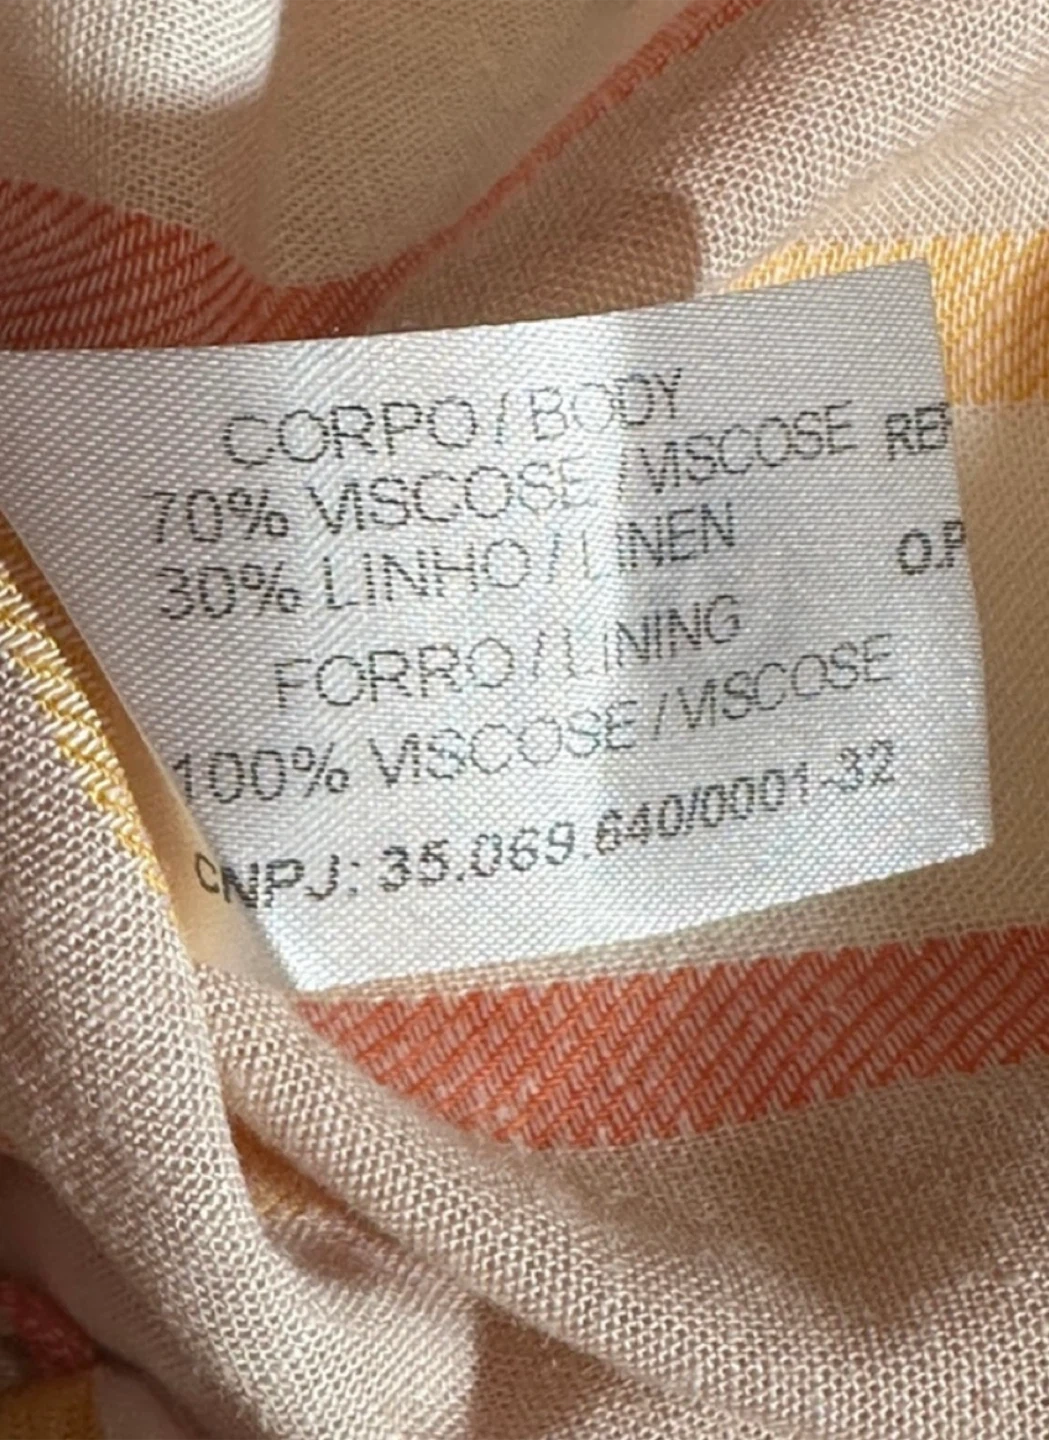 CORPO / BODY
70% VISCOSE / VISCOSE
30% LINHO / LINEN
FORRO / LINING
100% VISCOSE / VISCOSE
CNPJ: 35.069.640/0001-32
REF
O.P